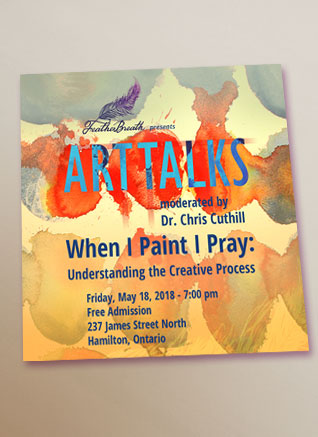 FeatherBreath presents
ART TALKS
moderated by
Dr. Chris Cuthill
When I Paint I Pray:
Understanding the Creative Process
Friday, May 18, 2018 - 7:00 pm
Free Admission
237 James Street North
Hamilton, Ontario